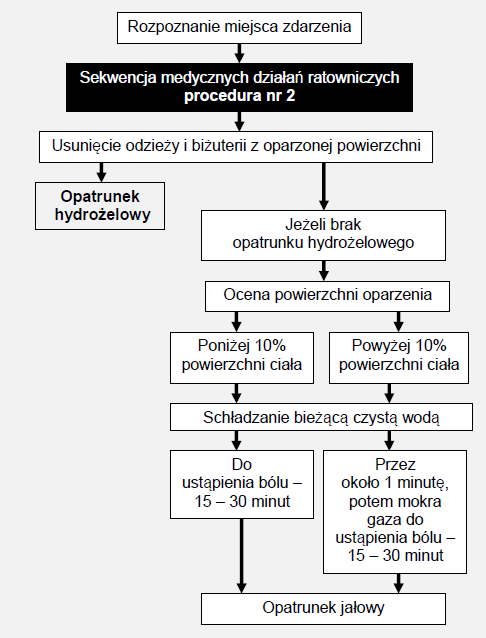 Rozpoznanie miejsca zdarzenia
Sekwencja medycznych działań ratowniczych
procedura nr 2
Usunięcie odzieży i biżuterii z oparzonej powierzchni
Opatrunek
hydrożelowy
Jeżeli brak
opatrunku hydrożelowego
Ocena powierzchni oparzenia
Poniżej 10%
powierzchni ciała
Powyżej 10%
powierzchni ciała
Schładzanie bieżącą czystą wodą
Do
ustąpienia bólu –
15 – 30 minut
Przez
około 1 minutę,
potem mokra
gaza do
ustąpienia bólu –
15 – 30 minut
Opatrunek jałowy